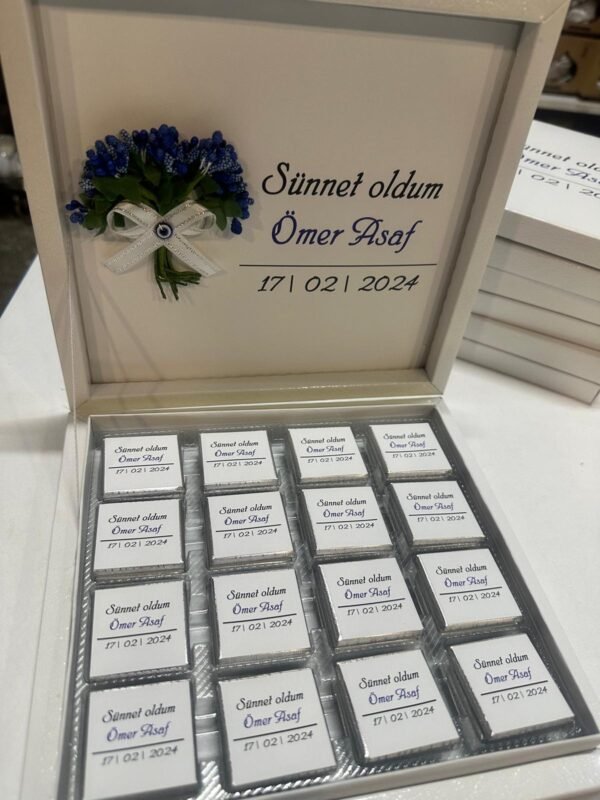 Sünnet oldum
Ömer Asaf
17| 02| 2024
ünnet oldu
Ömer Asa
| 02| 20
Sünnet oldum
Ömer Asaf
17| 02| 2024
Sünnet oldum
Ömer Asaf
17| 02| 2024
Sünnet oldum
Ömer Asaf
17| 02| 2024
Sünnet oldum
Ömer Asaf
17| 02| 2024
Sünnet oldum
Ömer Asaf
17| 02| 2024
Sünnet oldum
Ömer Asaf
17| 02| 2024
Sünnet oldum
Ömer Asaf
17| 02| 2024
Sünnet oldum
Ömer Asaf
17| 02| 2024
Sünnet oldum
Ömer Asaf
17| 02| 2024
Sünnet oldum
Ömer Asaf
17| 02| 2024
Sünnet oldum
Ömer Asaf
17| 02| 2024
Sünnet oldum
Ömer Asaf
17| 02| 2024
Sünnet oldum
Ömer Asaf
17| 02| 2024
Sünnet oldum
Ömer Asaf
17| 02| 2024
Sünnet oldum
Ömer Asaf
17| 02| 2024
Sünnet oldum
Ömer Asaf
17| 02| 2024